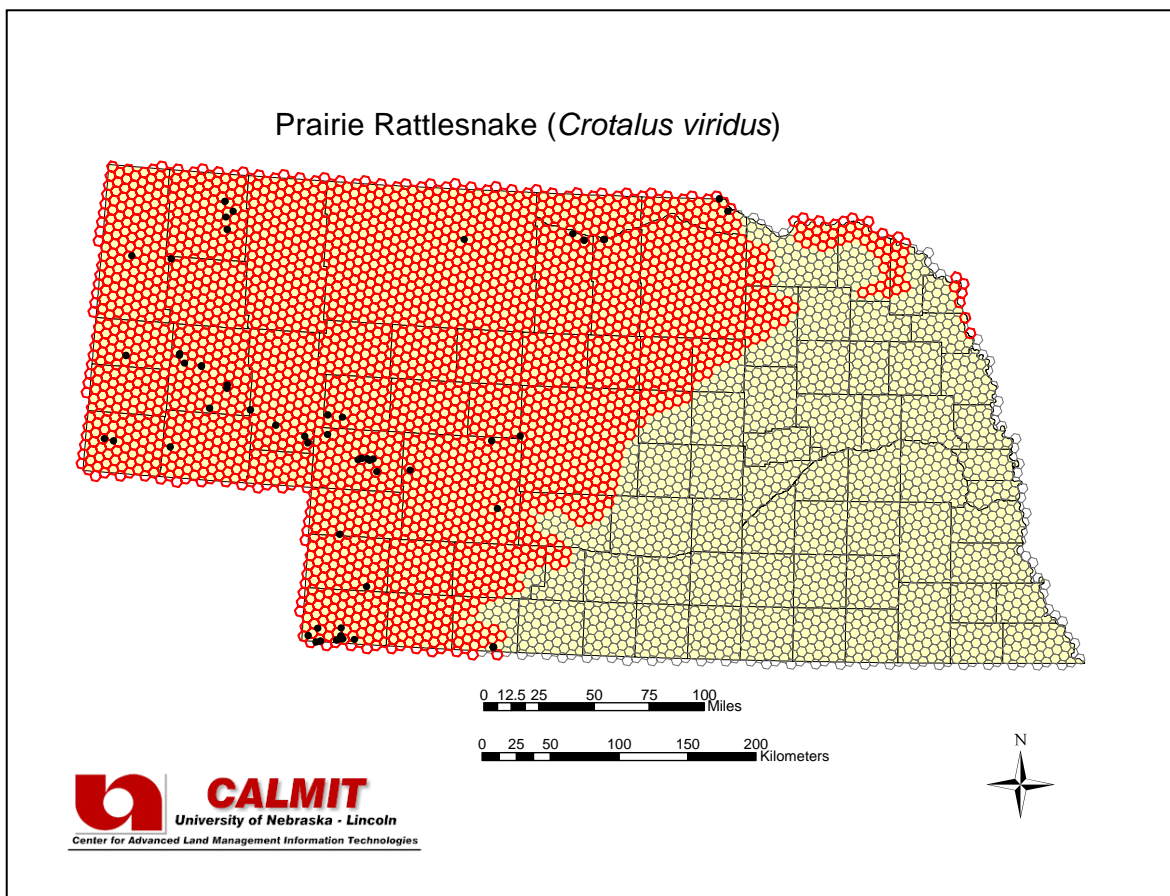 Prairie Rattlesnake (Crotalus viridus)
0 12.5 25 50 75 100
Miles
0 25 50 100 150 200
Kilometers
N
CALMIT
University of Nebraska - Lincoln
Center for Advanced Land Management Information Technologies